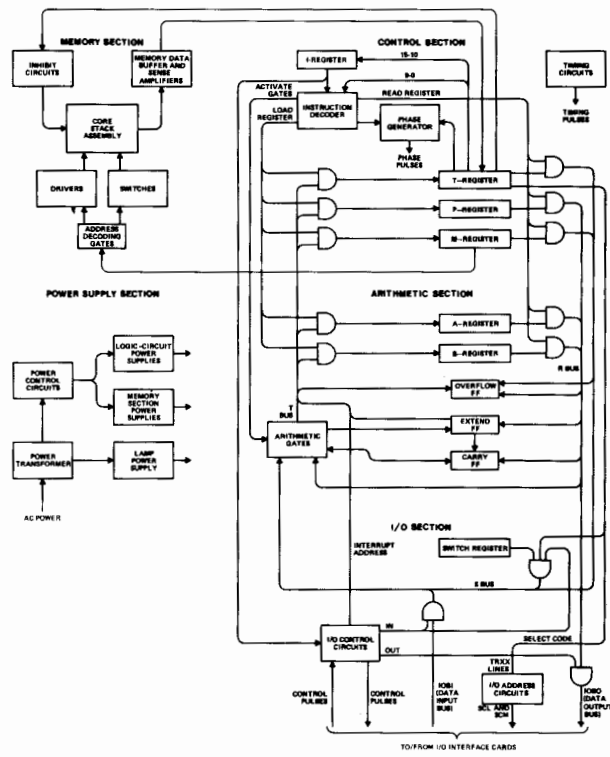 MEMORY SECTION
INHIBIT
CIRCUITS
MEMORY DATA
BUFFER AND
SENSE
AMPLIFIERS
CORE
STACK
ASSEMBLY
DRIVERS
SWITCHES
ADDRESS
DECODING
GATES
CONTROL SECTION
I-REGISTER
15-10
9-0
ACTIVATE
GATES
READ REGISTER
LOAD
REGISTER
INSTRUCTION
DECODER
PHASE
GENERATOR
PHASE
PULSES
TIMING
CIRCUITS
TIMING
PULSES
T-REGISTER
P-REGISTER
M-REGISTER
POWER SUPPLY SECTION
POWER
CONTROL
CIRCUITS
LOGIC-CIRCUIT
POWER
SUPPLIES
MEMORY
SECTION
POWER
SUPPLIES
POWER
TRANSFORMER
LAMP
POWER
SUPPLY
AC POWER
ARITHMETIC SECTION
A-REGISTER
B-REGISTER
R BUS
OVERFLOW
FF
T
BUS
EXTEND
FF
ARITHMETIC
GATES
CARRY
FF
I/O SECTION
INTERRUPT
ADDRESS
SWITCH REGISTER
S BUS
I/O CONTROL
CIRCUITS
IN
OUT
SELECT CODE
TRXX
LINES
I/O ADDRESS
CIRCUITS
CONTROL
PULSES
CONTROL
PULSES
IOBI
(DATA
INPUT
BUS)
SCL AND
SCM
IOBO
(DATA
OUTPUT
BUS)
TO/FROM I/O INTERFACE CARDS